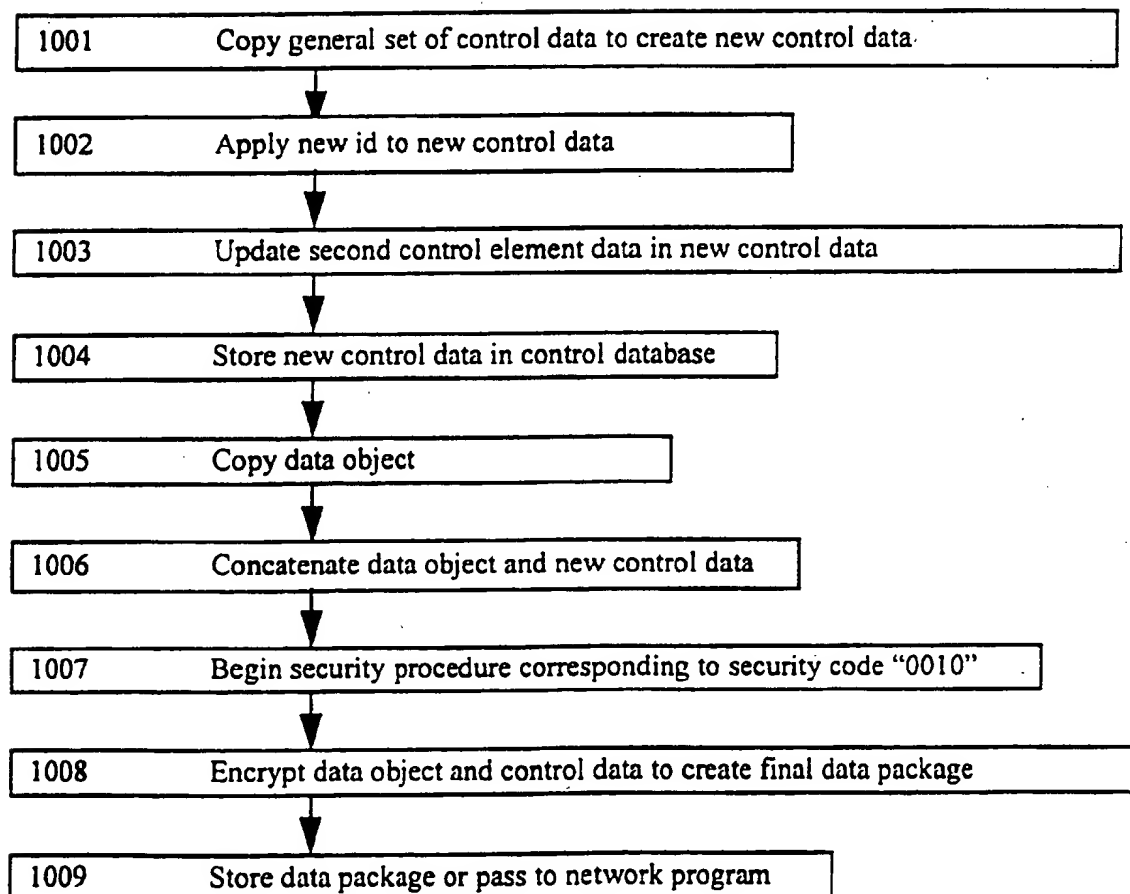 1001 Copy general set of control data to create new control data
1002 Apply new id to new control data
1003 Update second control element data in new control data
1004 Store new control data in control database
1005 Copy data object
1006 Concatenate data object and new control data
1007 Begin security procedure corresponding to security code “0010”
1008 Encrypt data object and control data to create final data package
1009 Store data package or pass to network program